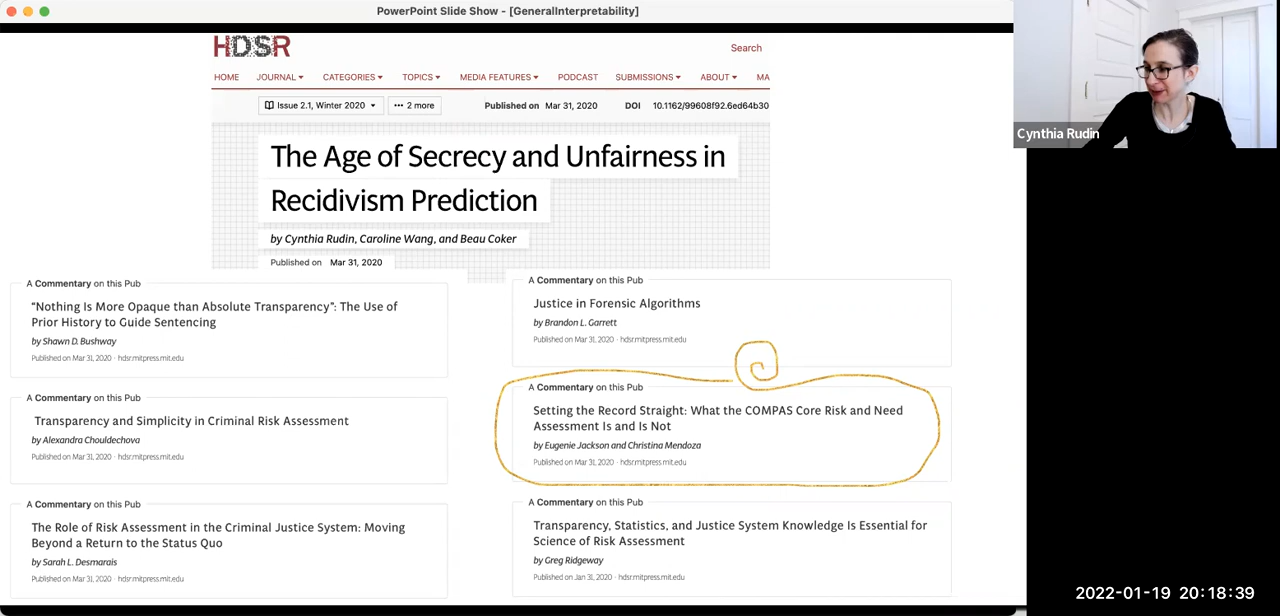 PowerPoint Slide Show - [GeneralInterpretability]
HDSR
Search
HOME JOURNAL CATEGORIES TOPICS MEDIA FEATURES PODCAST SUBMISSIONS ABOUT MA
Issue 2.1, Winter 2020 ••• 2 more Published on Mar 31, 2020 DOI 10.1162/99608f92.6ed64b30
The Age of Secrecy and Unfairness in
Recidivism Prediction
by Cynthia Rudin, Caroline Wang, and Beau Coker
Published on Mar 31, 2020
A Commentary on this Pub
“Nothing Is More Opaque than Absolute Transparency”: The Use of
Prior History to Guide Sentencing
by Shawn D. Bushway
Published on Mar 31, 2020 · hdsr.mitpress.mit.edu
A Commentary on this Pub
Transparency and Simplicity in Criminal Risk Assessment
by Alexandra Chouldechova
Published on Mar 31, 2020 · hdsr.mitpress.mit.edu
A Commentary on this Pub
The Role of Risk Assessment in the Criminal Justice System: Moving
Beyond a Return to the Status Quo
by Sarah L. Desmarais
Published on Mar 31, 2020 · hdsr.mitpress.mit.edu
A Commentary on this Pub
Justice in Forensic Algorithms
by Brandon L. Garrett
Published on Mar 31, 2020 · hdsr.mitpress.mit.edu
A Commentary on this Pub
Setting the Record Straight: What the COMPAS Core Risk and Need
Assessment Is and Is Not
by Eugenie Jackson and Christina Mendoza
Published on Mar 31, 2020 · hdsr.mitpress.mit.edu
A Commentary on this Pub
Transparency, Statistics, and Justice System Knowledge Is Essential for
Science of Risk Assessment
by Greg Ridgeway
Published on Jan 31, 2020 · hdsr.mitpress.mit.edu
Cynthia Rudin
2022-01-19 20:18:39